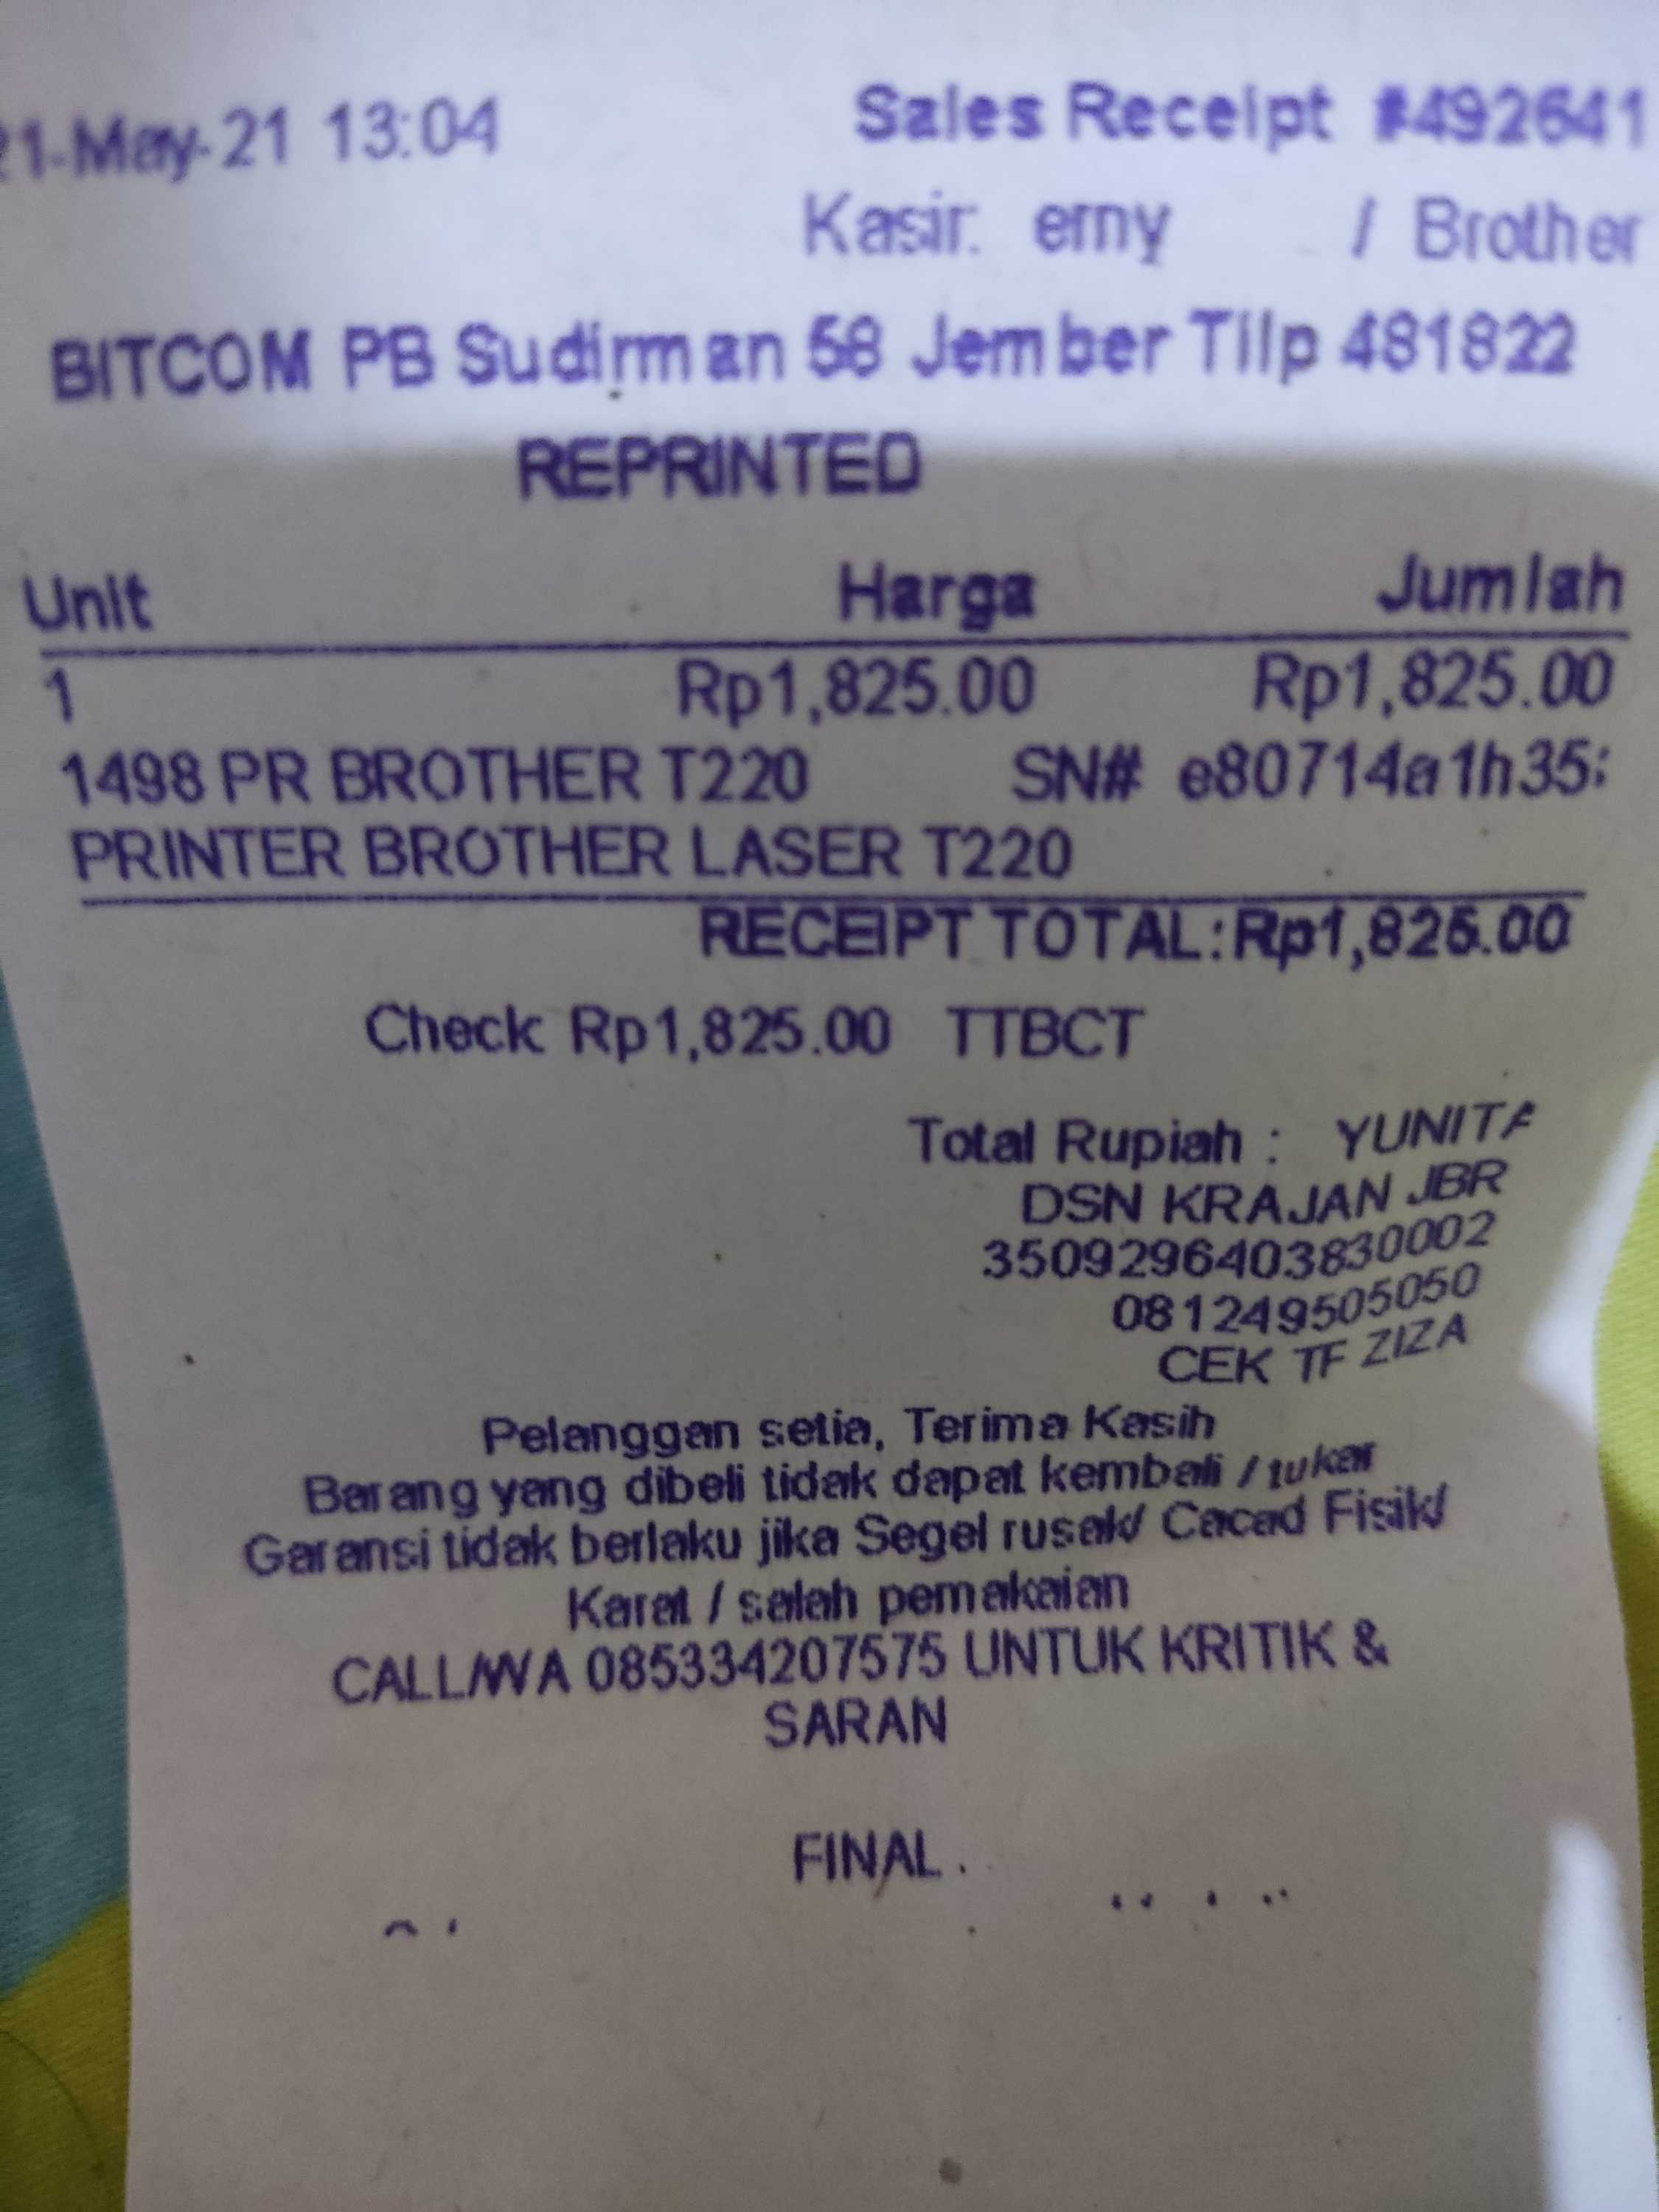 21-May-21 13:04 Sales Receipt #492641
Kasir: erny / Brother
BITCOM PB Sudirman 58 Jember Tllp 481822
REPRINTED
Unit Harga Jumlah
1 Rp1,825.00 Rp1,825.00
1498 PR BROTHER T220 SN# e80714a1h35
PRINTER BROTHER LASER T220
RECEIPT TOTAL: Rp1,825.00
Check Rp1,825.00 TTBCT
Total Rupiah : YUNITA
DSN KRAJAN JBR
3509296403830002
081249505050
CEK TF ZIZA
Pelanggan setia, Terima Kasih
Barang yang dibeli tidak dapat kembali / tukar
Garansi tidak berlaku jika Segel rusak/ Cacad Fisik/
Karat / salah pemakaian
CALL/WA 085334207575 UNTUK KRITIK &
SARAN
FINAL